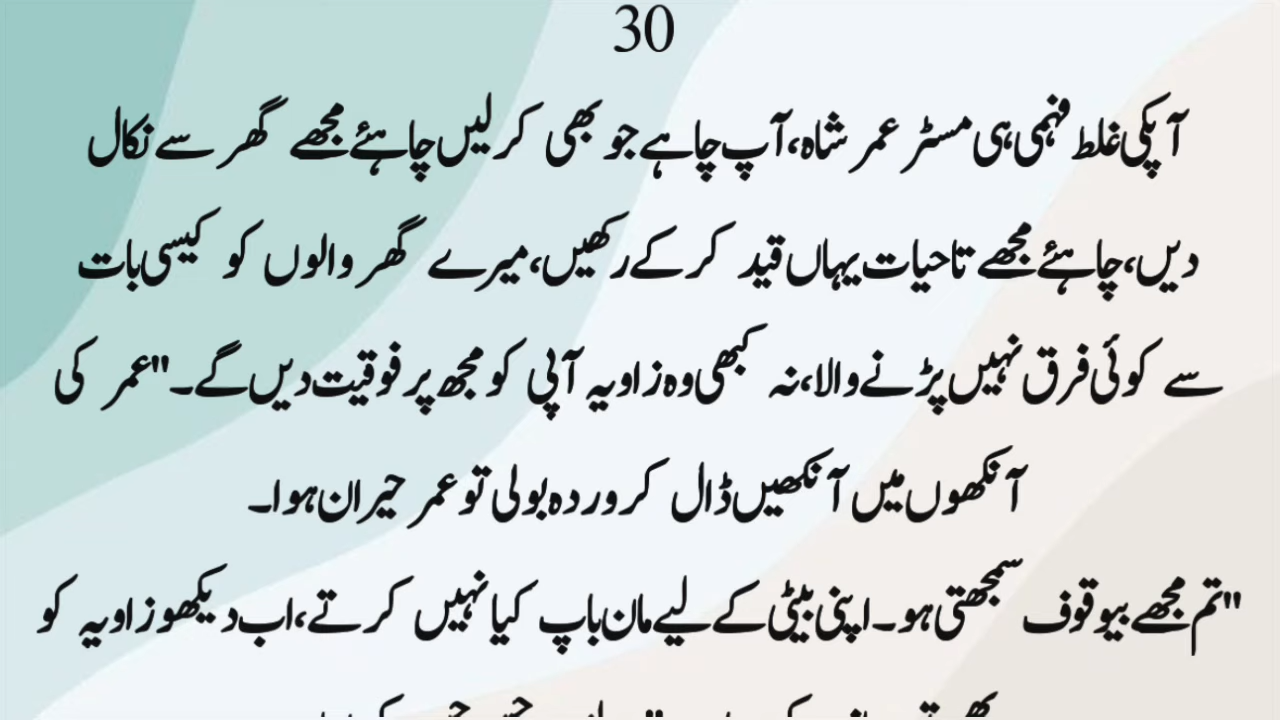 30
آپکی غلط فہمی ہی مسٹر عمر شاہ،آپ چاہے جو بھی کرلیں چاہئے مجھے گھر سے نکال
دیں،چاہئے مجھے تاحیات یہاں قید کرکے رکھیں،میرے گھر والوں کو کیسی بات
سے کوئی فرق نہیں پڑنے والا،نہ کبھی وہ زاویہ آپی کو مجھ پر فوقیت دیں گے۔"عمر کی
آنکھوں میں آنکھیں ڈال کر وردہ بولی تو عمر حیران ہوا۔
"تم مجھے بیوقوف سمجھتی ہو۔اپنی بیٹی کے لیے مان باپ کیا نہیں کرتے،اب دیکھو زاویہ کو